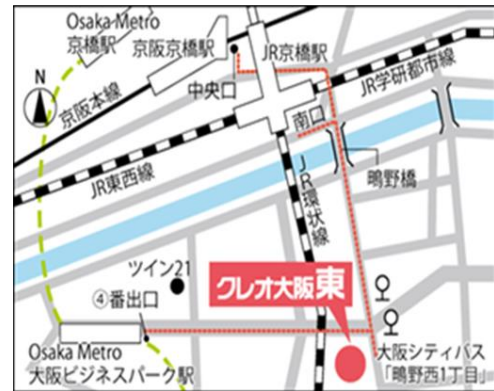 Osaka Metro
京橋駅
京阪京橋駅
JR京橋駅
中央口
JR学研都市線
N
京阪本線
南口
JR東西線
JR環状線
鴫野橋
ツイン21
④番出口
クレオ大阪東
Osaka Metro
大阪ビジネスパーク駅
大阪シティバス
「鴫野西1丁目